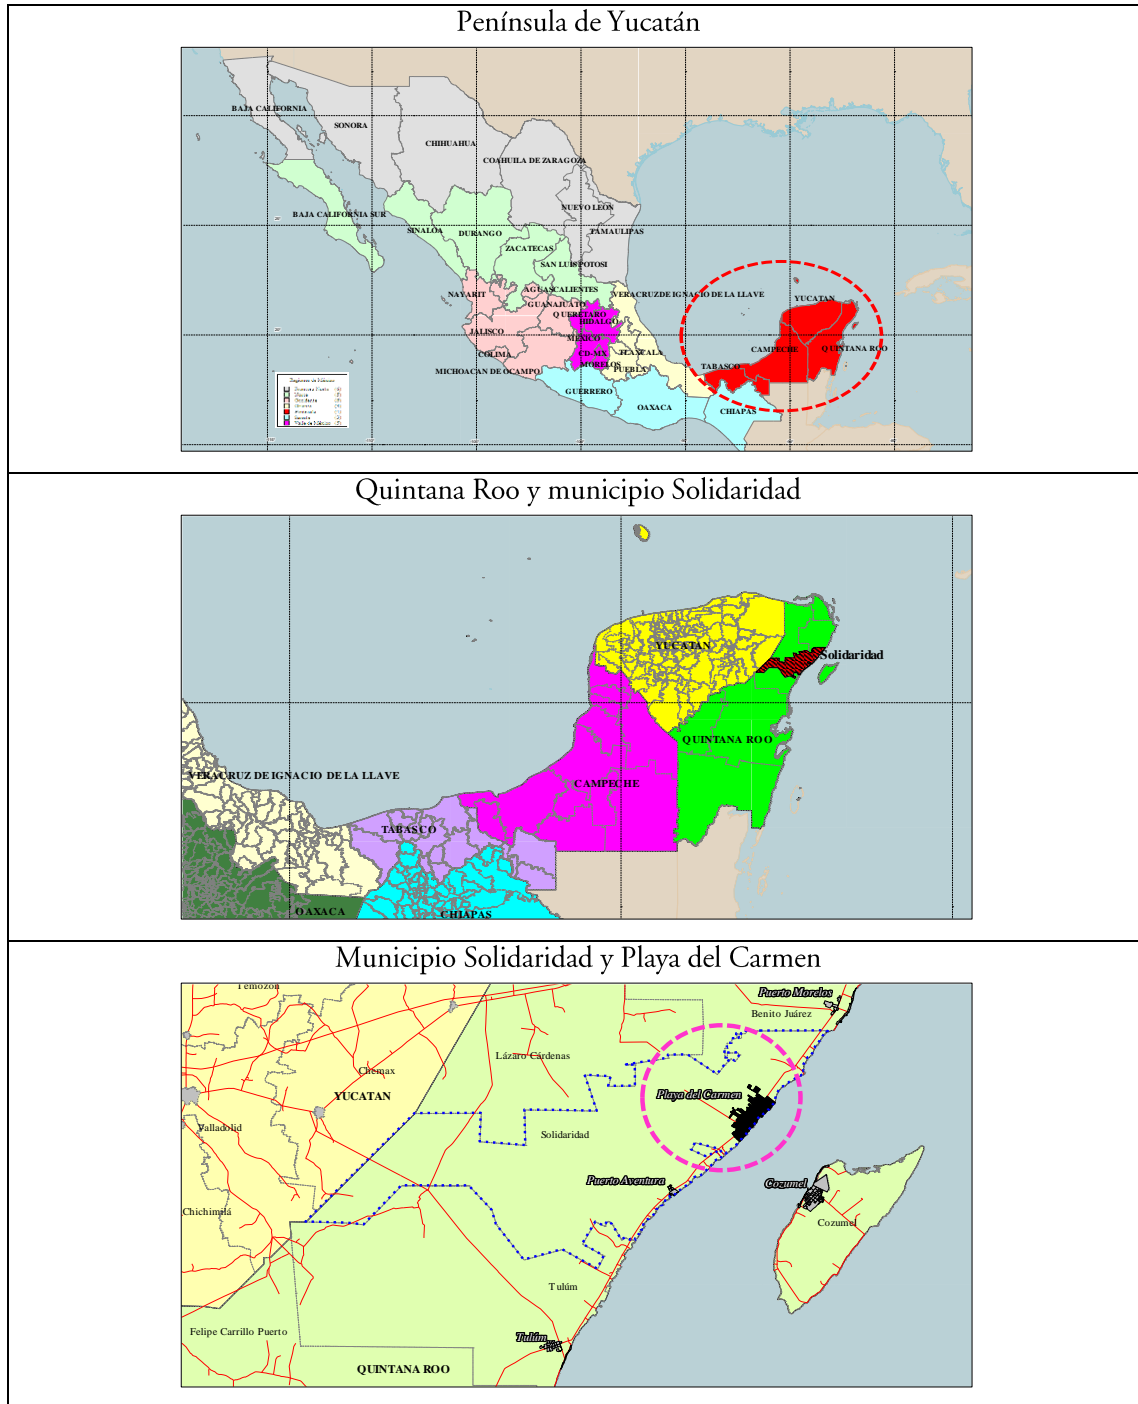 Península de Yucatán
BAJA CALIFORNIA
SONORA
CHIHUAHUA
COAHUILA DE ZARAGOZA
NUEVO LEON
BAJA CALIFORNIA SUR
SINALOA
DURANGO
TAMAULIPAS
ZACATECAS
SAN LUIS POTOSI
NAYARIT
AGUASCALIENTES
VERACRUZ DE IGNACIO DE LA LLAVE
YUCATAN
GUANAJUATO
QUERETARO
HIDALGO
JALISCO
MEXICO
CAMPECHE
QUINTANA ROO
COLIMA
CD-MX
TLAXCALA
MORELOS
PUEBLA
TABASCO
MICHOACAN DE OCAMPO
GUERRERO
OAXACA
CHIAPAS
Regiones de México
Quintana Roo y municipio Solidaridad
YUCATAN
Solidaridad
QUINTANA ROO
VERACRUZ DE IGNACIO DE LA LLAVE
CAMPECHE
TABASCO
OAXACA
CHIAPAS
Municipio Solidaridad y Playa del Carmen
Temozón
Puerto Morelos
Benito Juárez
Lázaro Cárdenas
Chemax
YUCATAN
Playa del Carmen
Valladolid
Solidaridad
Puerto Aventura
Cozumel
Chichimilá
Cozumel
Tulúm
Felipe Carrillo Puerto
Tulúm
QUINTANA ROO